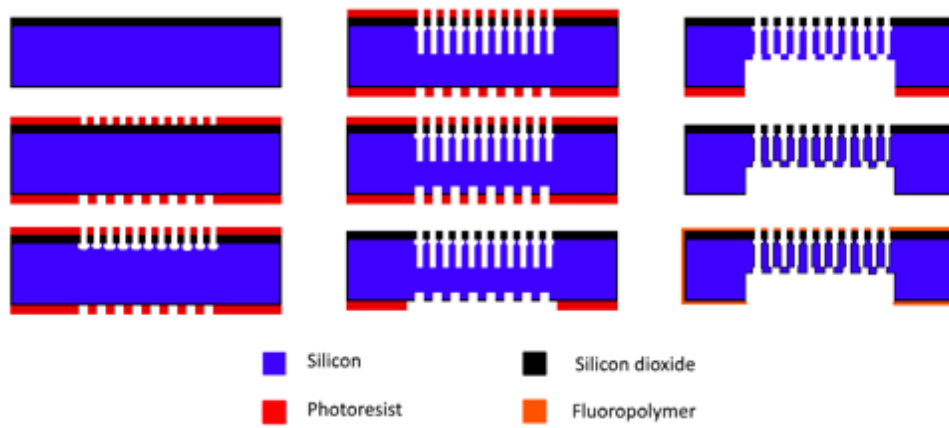 Silicon
Silicon dioxide
Photoresist
Fluoropolymer